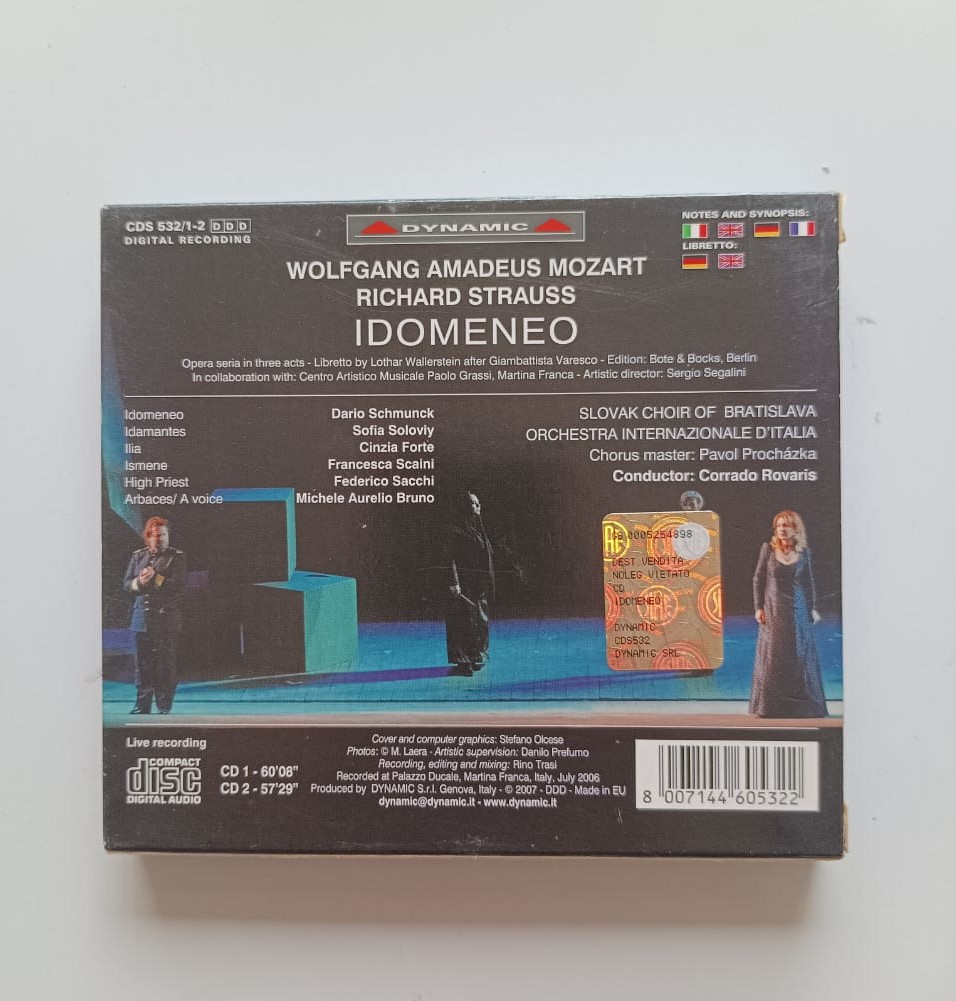 CDS 532/1-2 DDD
DIGITAL RECORDING
DYNAMIC
NOTES AND SYNOPSIS:
LIBRETTO:
WOLFGANG AMADEUS MOZART
RICHARD STRAUSS
IDOMENEO
Opera seria in three acts - Libretto by Lothar Wallerstein after Giambattista Varesco - Edition: Bote & Bocks, Berlin
In collaboration with: Centro Artistico Musicale Paolo Grassi, Martina Franca - Artistic director: Sergio Segalini
Idomeneo Dario Schmunck
Idamantes Sofia Soloviy
Ilia Cinzia Forte
Ismene Francesca Scaini
High Priest Federico Sacchi
Arbaces/ A voice Michele Aurelio Bruno
SLOVAK CHOIR OF BRATISLAVA
ORCHESTRA INTERNAZIONALE D'ITALIA
Chorus master: Pavol Procházka
Conductor: Corrado Rovaris
GB 0005254898
DEST.VENDITA
NOLEG VIETATO
CD
IDOMENEO
DYNAMIC
CDS532
DYNAMIC SRL
Live recording
COMPACT
disc
DIGITAL AUDIO
CD 1 - 60'08"
CD 2 - 57'29"
Cover and computer graphics: Stefano Olcese
Photos: © M. Laera - Artistic supervision: Danilo Prefumo
Recording, editing and mixing: Rino Trasi
Recorded at Palazzo Ducale, Martina Franca, Italy, July 2006
Produced by DYNAMIC S.r.l. Genova, Italy - © 2007 - DDD - Made in EU
dynamic@dynamic.it - www.dynamic.it
8 007144 605322